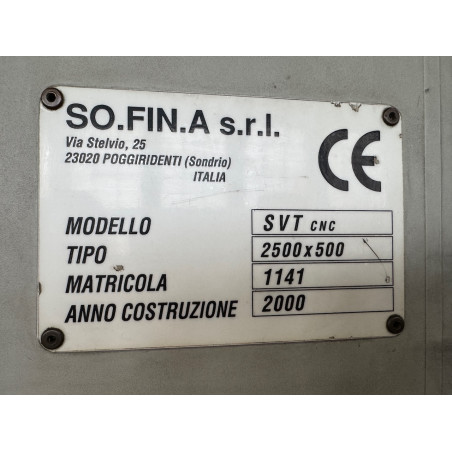 SO.FIN.A s.r.l.
Via Stelvio, 25
23020 POGGIRIDENTI (Sondrio)
ITALIA
CE
MODELLO SVT CNC
TIPO 2500x500
MATRICOLA 1141
ANNO COSTRUZIONE 2000